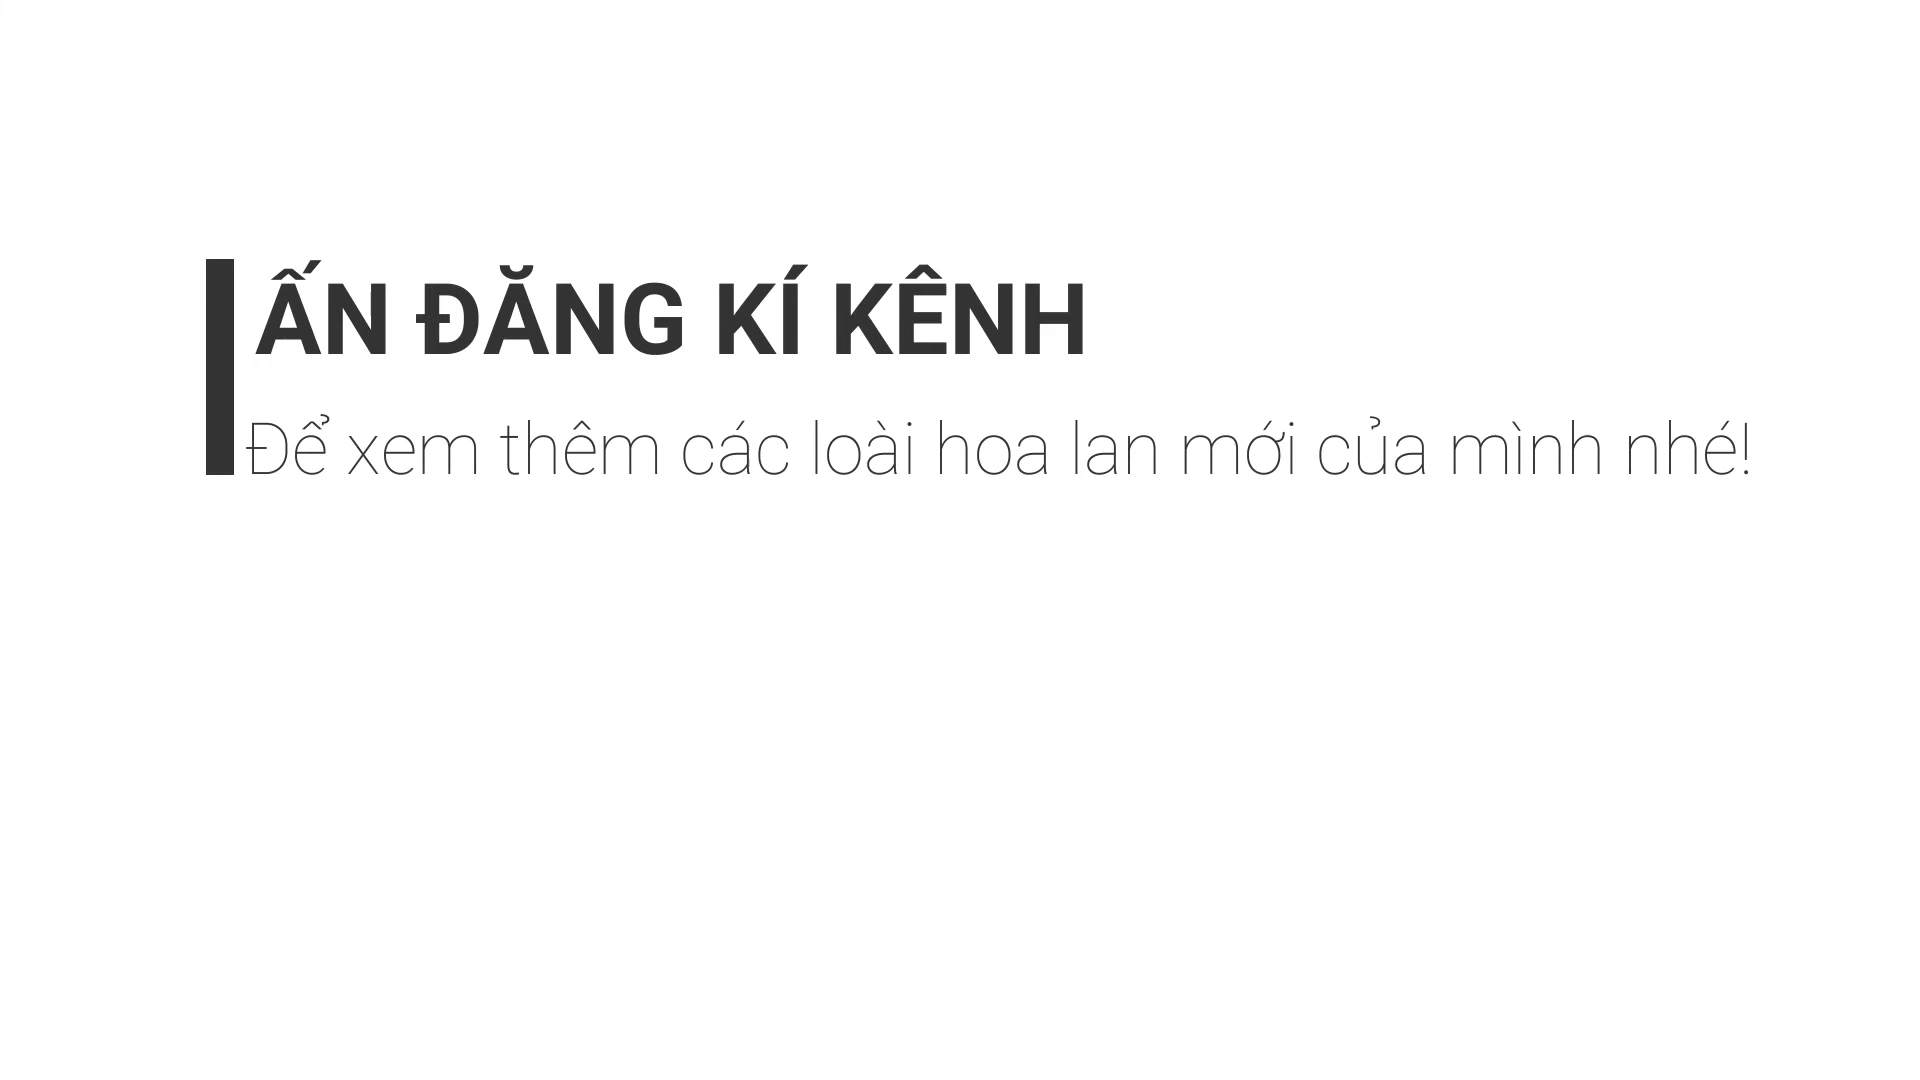 ẤN ĐĂNG KÍ KÊNH
Để xem thêm các loài hoa lan mới của mình nhé!